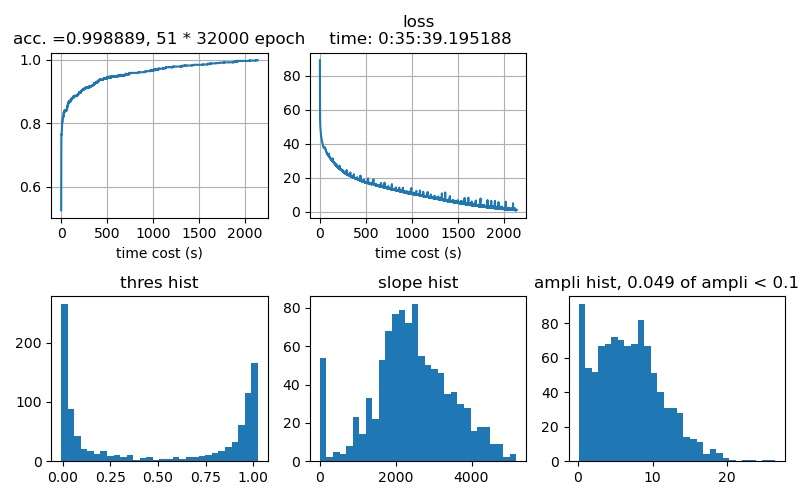 acc. =0.998889, 51 * 32000 epoch
loss
time: 0:35:39.195188
1.0
0.8
0.6
0 500 1000 1500 2000
time cost (s)
80
60
40
20
0
0 500 1000 1500 2000
time cost (s)
thres hist
200
100
0
0.00 0.25 0.50 0.75 1.00
slope hist
80
60
40
20
0
0 2000 4000
ampli hist, 0.049 of ampli < 0.1
80
60
40
20
0
0 10 20